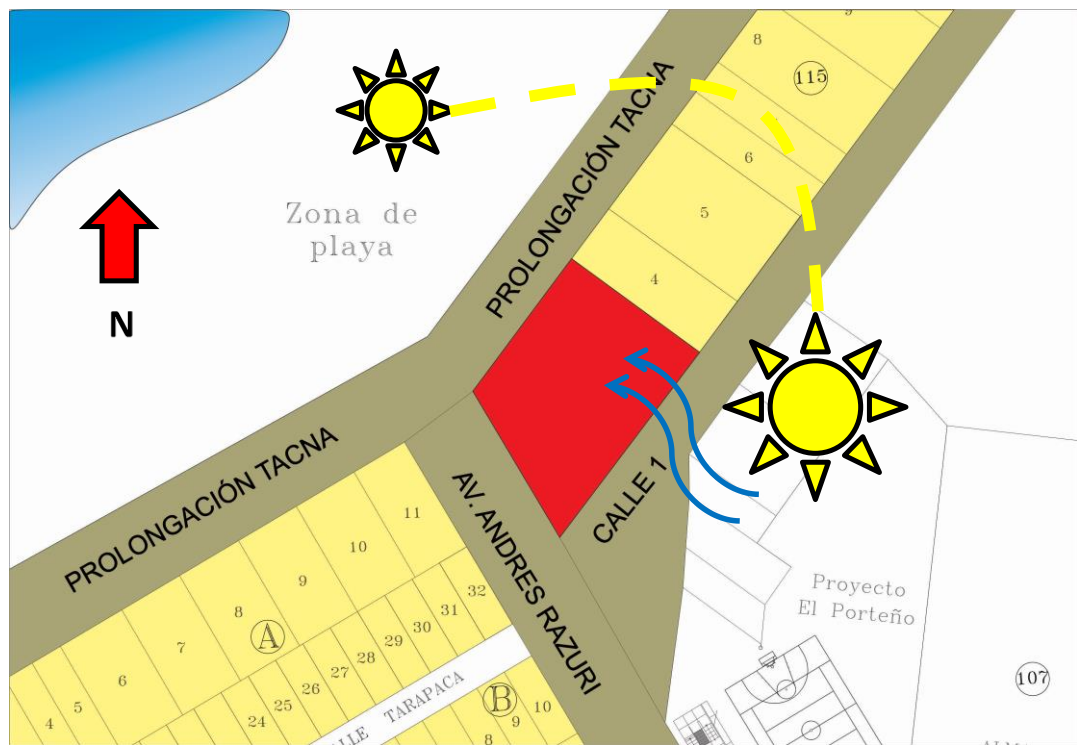 9
8
115
PROLONGACIÓN TACNA
6
5
4
Zona de
playa
N
PROLONGACIÓN TACNA
AV. ANDRES RAZURI
CALLE 1
11
10
9
8
7
6
5
4
A
32
31
30
29
28
27
26
25
24
TARAPACA
B
10
9
8
Proyecto
El Porteño
107